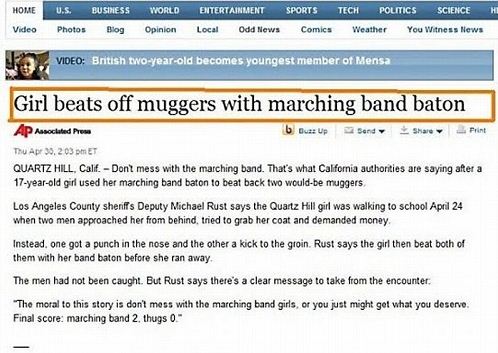 HOME U.S. BUSINESS WORLD ENTERTAINMENT SPORTS TECH POLITICS SCIENCE
Video Photos Blog Opinion Local Odd News Comics Weather You Witness News
VIDEO: British two-year-old becomes youngest member of Mensa
Girl beats off muggers with marching band baton
AP Associated Press Buzz Up Send Share Print
Thu Apr 30, 2:03 pm ET
QUARTZ HILL, Calif. – Don't mess with the marching band. That's what California authorities are saying after a
17-year-old girl used her marching band baton to beat back two would-be muggers.
Los Angeles County sheriff's Deputy Michael Rust says the Quartz Hill girl was walking to school April 24
when two men approached her from behind, tried to grab her coat and demanded money.
Instead, one got a punch in the nose and the other a kick to the groin. Rust says the girl then beat both of
them with her band baton before she ran away.
The men had not been caught. But Rust says there's a clear message to take from the encounter:
"The moral to this story is don't mess with the marching band girls, or you just might get what you deserve.
Final score: marching band 2, thugs 0."